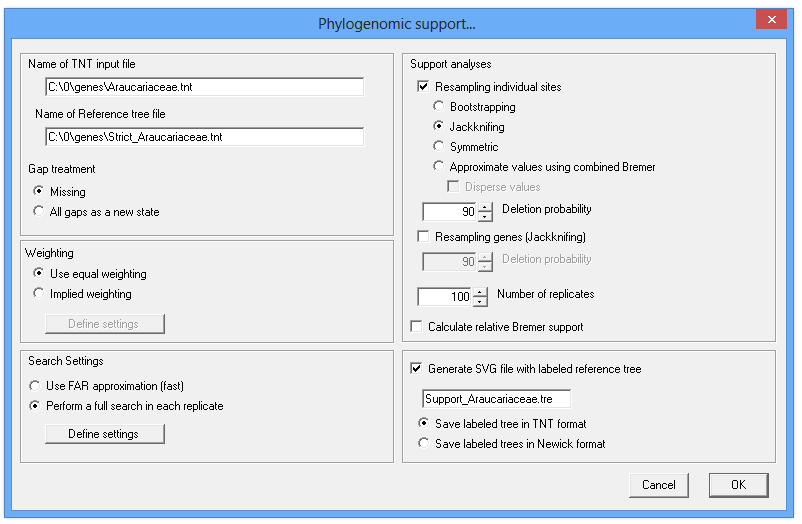 Phylogenomic support...
Name of TNT input file
C:\0\genes\Araucariaceae.tnt
Name of Reference tree file
C:\0\genes\Strict_Araucariaceae.tnt
Gap treatment
Missing
All gaps as a new state
Weighting
Use equal weighting
Implied weighting
Define settings
Search Settings
Use FAR approximation (fast)
Perform a full search in each replicate
Define settings
Support analyses
Resampling individual sites
Bootstrapping
Jackknifing
Symmetric
Approximate values using combined Bremer
Disperse values
90 Deletion probability
Resampling genes (Jackknifing)
90 Deletion probability
100 Number of replicates
Calculate relative Bremer support
Generate SVG file with labeled reference tree
Support_Araucariaceae.tre
Save labeled tree in TNT format
Save labeled trees in Newick format
Cancel
OK